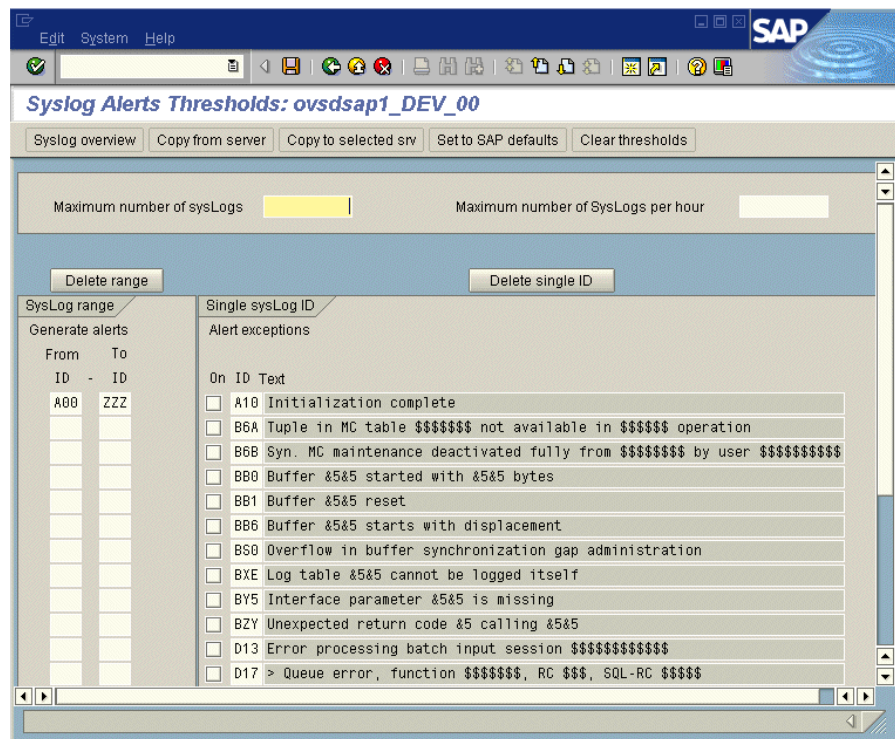 Edit System Help
SAP
Syslog Alerts Thresholds: ovsdsap1_DEV_00
Syslog overview Copy from server Copy to selected srv Set to SAP defaults Clear thresholds
Maximum number of sysLogs Maximum number of SysLogs per hour
Delete range Delete single ID
SysLog range Single sysLog ID
Generate alerts Alert exceptions
From To
ID - ID On ID Text
A00 ZZZ A10 Initialization complete
B6A Tuple in MC table $$$$$$$ not available in $$$$$$ operation
B6B Syn. MC maintenance deactivated fully from $$$$$$$$ by user $$$$$$$$$$
BB0 Buffer &5&5 started with &5&5 bytes
BB1 Buffer &5&5 reset
BB6 Buffer &5&5 starts with displacement
BS0 Overflow in buffer synchronization gap administration
BXE Log table &5&5 cannot be logged itself
BY5 Interface parameter &5&5 is missing
BZY Unexpected return code &5 calling &5&5
D13 Error processing batch input session $$$$$$$$$$$$
D17 > Queue error, function $$$$$$$, RC $$$, SQL-RC $$$$$